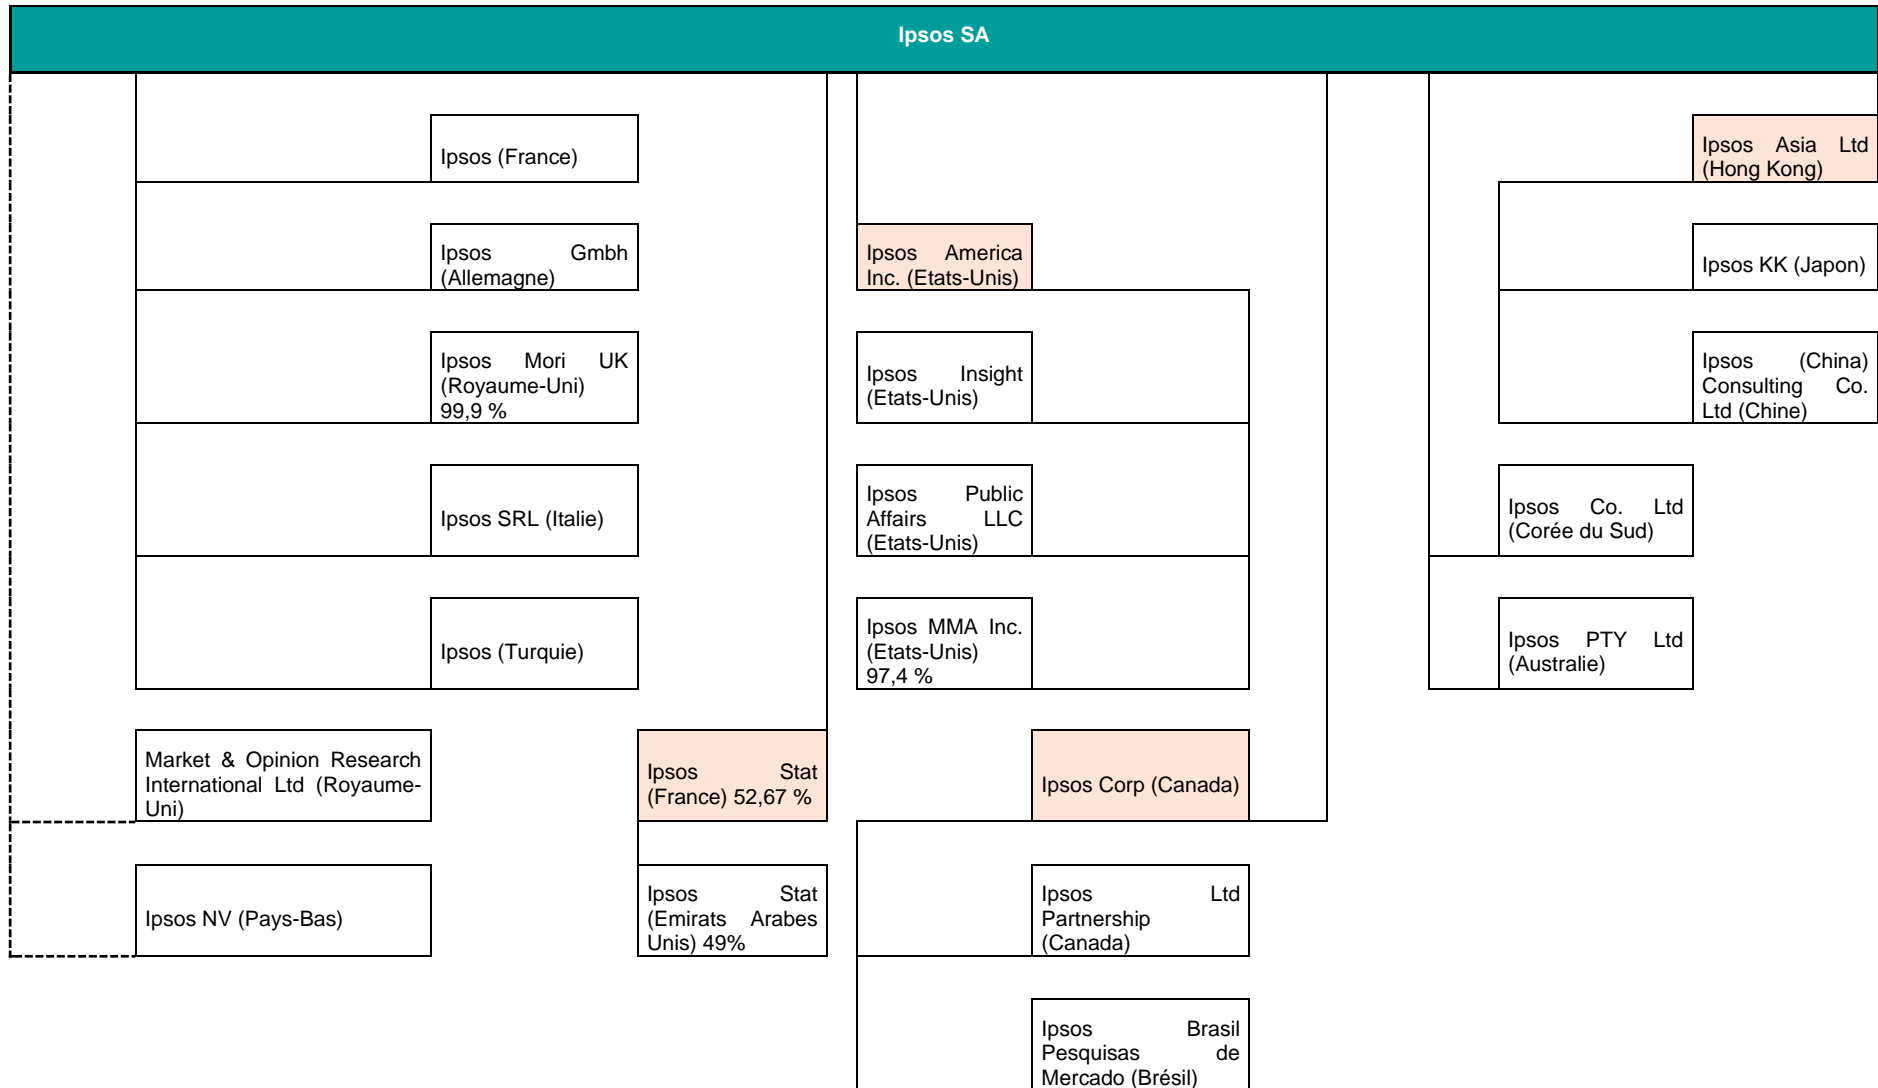 Ipsos SA
Ipsos (France)
Ipsos Asia Ltd
(Hong Kong)
Ipsos Gmbh
(Allemagne)
Ipsos America
Inc. (Etats-Unis)
Ipsos KK (Japon)
Ipsos Mori UK
(Royaume-Uni)
99,9 %
Ipsos Insight
(Etats-Unis)
Ipsos (China)
Consulting Co.
Ltd (Chine)
Ipsos SRL (Italie)
Ipsos Public
Affairs LLC
(Etats-Unis)
Ipsos Co. Ltd
(Corée du Sud)
Ipsos (Turquie)
Ipsos MMA Inc.
(Etats-Unis)
97,4 %
Ipsos PTY Ltd
(Australie)
Market & Opinion Research
International Ltd (Royaume-
Uni)
Ipsos Stat
(France) 52,67 %
Ipsos Corp (Canada)
Ipsos NV (Pays-Bas)
Ipsos Stat
(Emirats Arabes
Unis) 49%
Ipsos Ltd
Partnership
(Canada)
Ipsos Brasil
Pesquisas de
Mercado (Brésil)